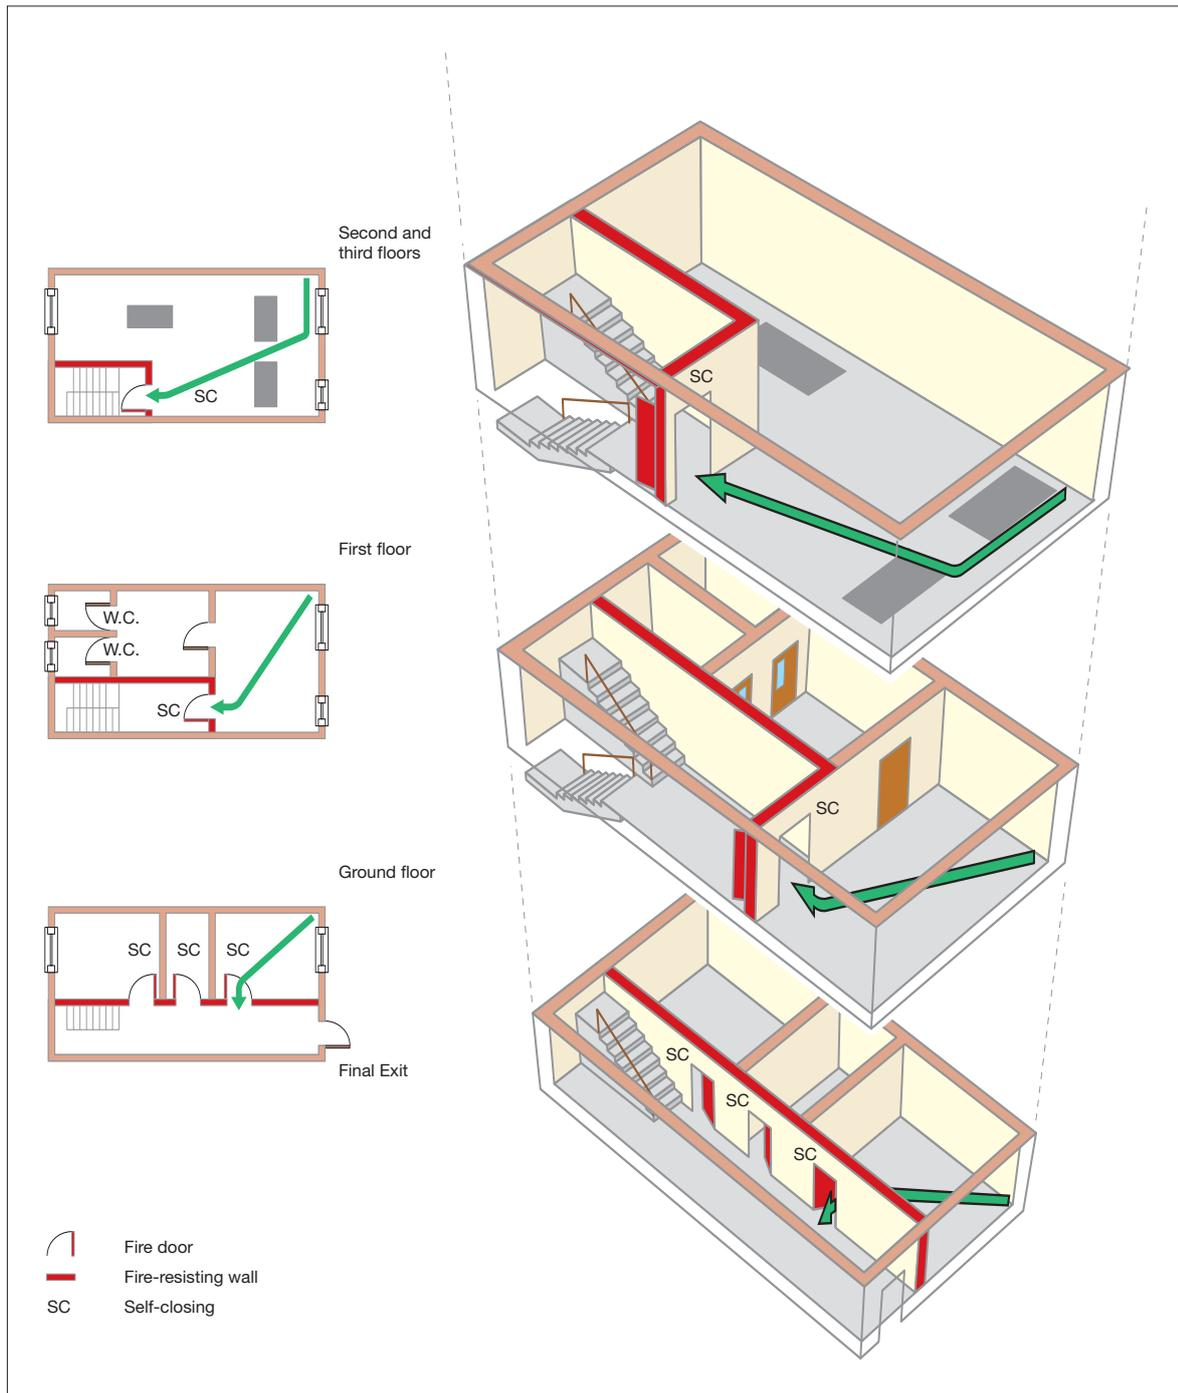 Second and
third floors
SC
SC
First floor
W.C.
W.C.
SC
SC
Ground floor
SC
SC
SC
SC
SC
SC
Final Exit
Fire door
Fire-resisting wall
SC
Self-closing